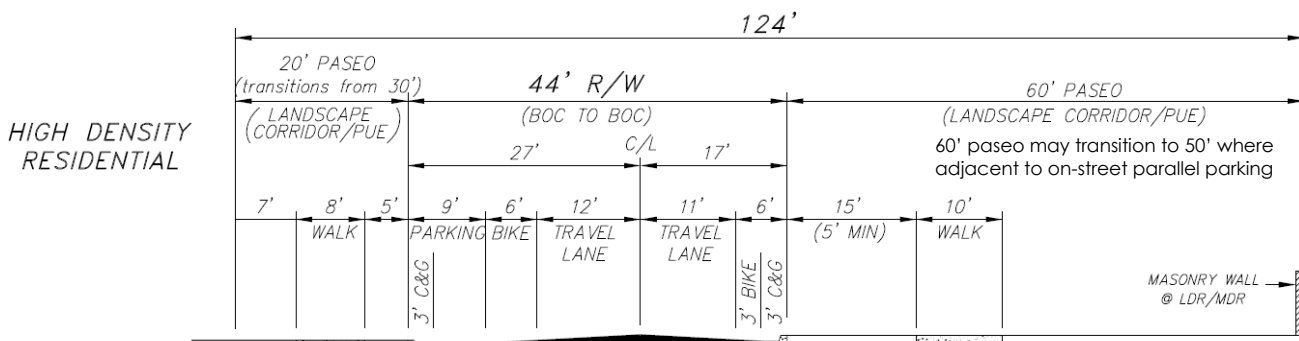 124'
20' PASEO
(transitions from 30')
(LANDSCAPE
CORRIDOR/PUE)
44' R/W
(BOC TO BOC)
60' PASEO
(LANDSCAPE CORRIDOR/PUE)
60' paseo may transition to 50' where
adjacent to on-street parallel parking
HIGH DENSITY
RESIDENTIAL
27'
C/L
17'
7'
8'
WALK
5'
9'
PARKING
6'
BIKE
12'
TRAVEL
LANE
11'
TRAVEL
LANE
6'
15'
(5' MIN)
10'
WALK
3' C&G
3' BIKE
3' C&G
MASONRY WALL
@ LDR/MDR